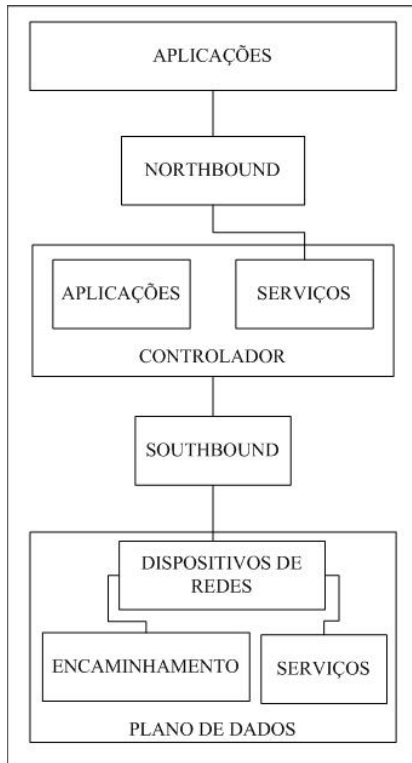 APLICAÇÕES
NORTHBOUND
APLICAÇÕES
SERVIÇOS
CONTROLADOR
SOUTHBOUND
DISPOSITIVOS DE
REDES
ENCAMINHAMENTO
SERVIÇOS
PLANO DE DADOS